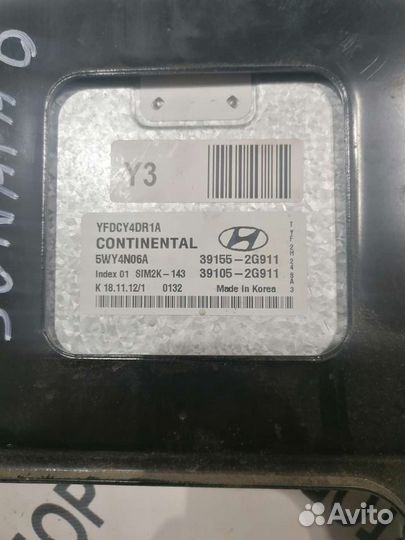 Y3
YFDCY4DR1A
CONTINENTAL
5WY4N06A 39155-2G911
Index 01 SIM2K-143 39105-2G911
K 18.11.12/1 0132 Made in Korea
TYF2H24BA3
Avito